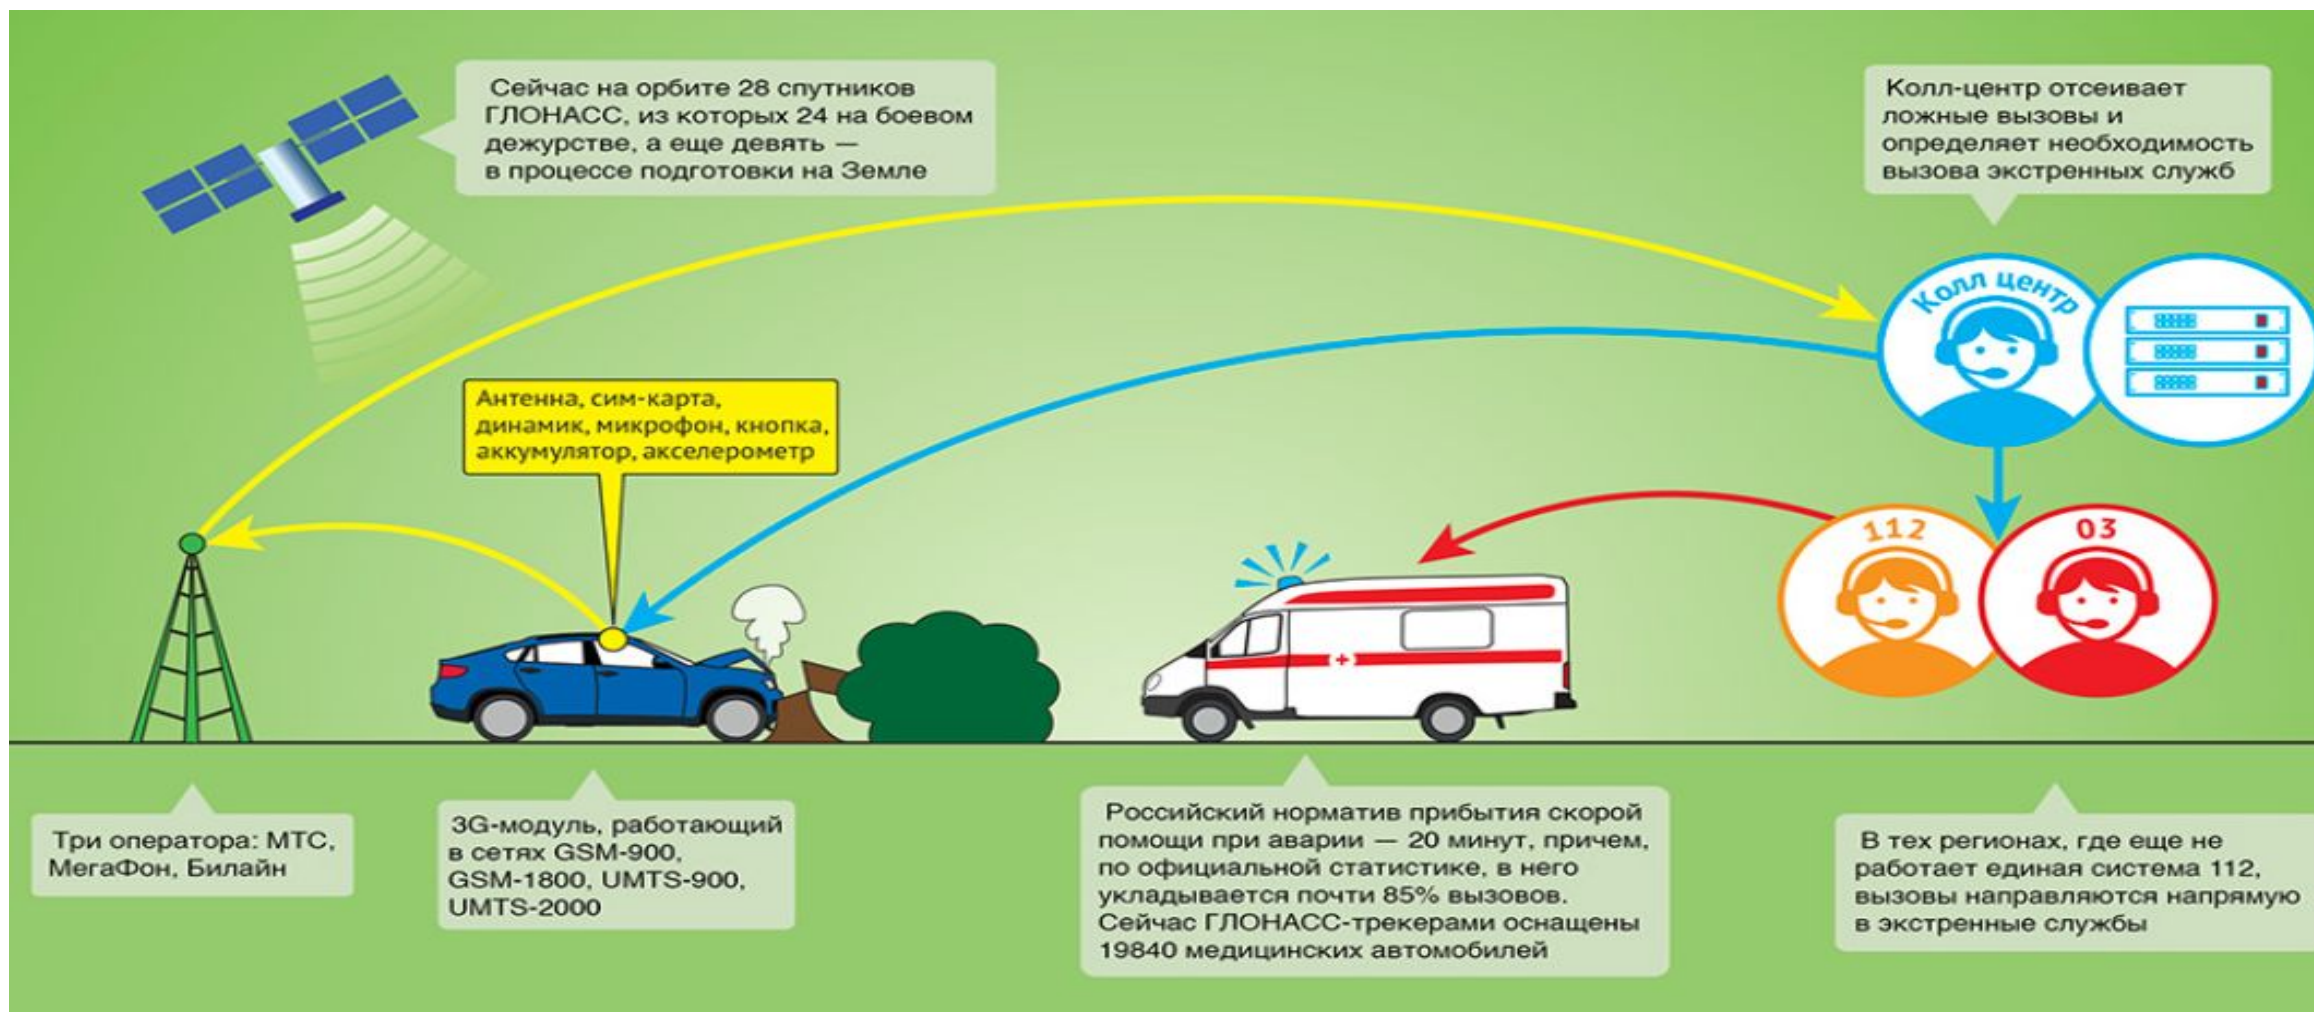 Сейчас на орбите 28 спутников
ГЛОНАСС, из которых 24 на боевом
дежурстве, а еще девять —
в процессе подготовки на Земле
Колл-центр отсеивает
ложные вызовы и
определяет необходимость
вызова экстренных служб
Колл центр
Антенна, сим-карта,
динамик, микрофон, кнопка,
аккумулятор, акселерометр
112
03
Три оператора: МТС,
МегаФон, Билайн
3G-модуль, работающий
в сетях GSM-900,
GSM-1800, UMTS-900,
UMTS-2000
Российский норматив прибытия скорой
помощи при аварии — 20 минут, причем,
по официальной статистике, в него
укладывается почти 85% вызовов.
Сейчас ГЛОНАСС-трекерами оснащены
19840 медицинских автомобилей
В тех регионах, где еще не
работает единая система 112,
вызовы направляются напрямую
в экстренные службы